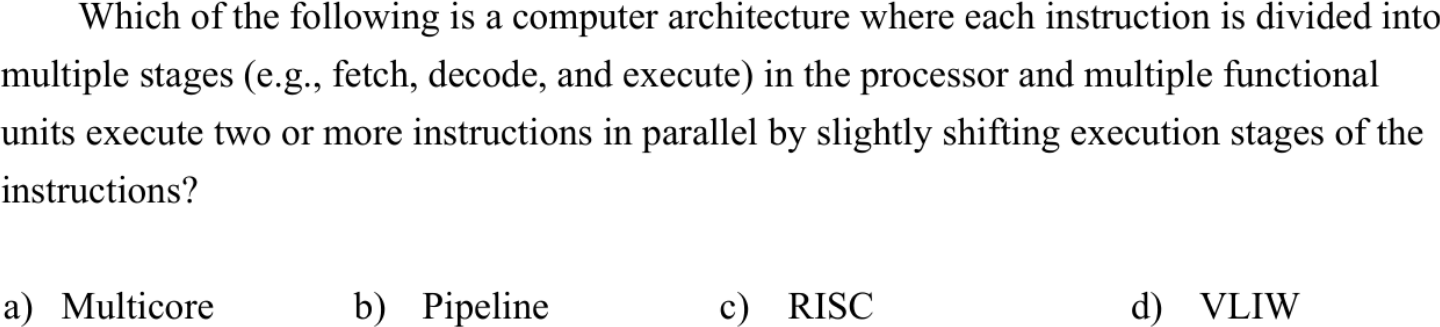 Which of the following is a computer architecture where each instruction is divided into
multiple stages (e.g., fetch, decode, and execute) in the processor and multiple functional
units execute two or more instructions in parallel by slightly shifting execution stages of the
instructions?
a) Multicore b) Pipeline c) RISC d) VLIW